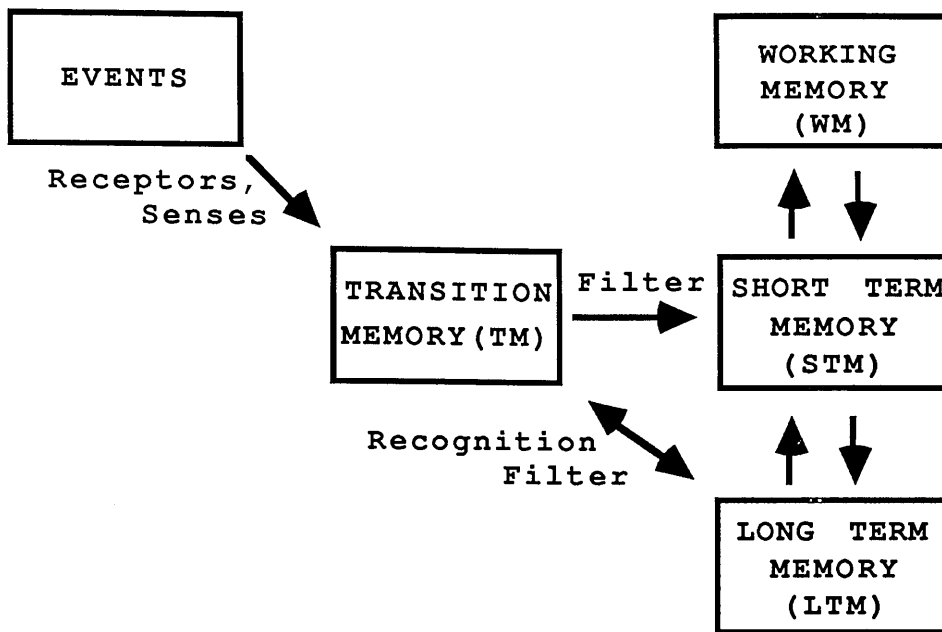 EVENTS
WORKING
MEMORY
(WM)
Receptors,
Senses
TRANSITION
MEMORY(TM)
Filter
SHORT TERM
MEMORY
(STM)
Recognition
Filter
LONG TERM
MEMORY
(LTM)